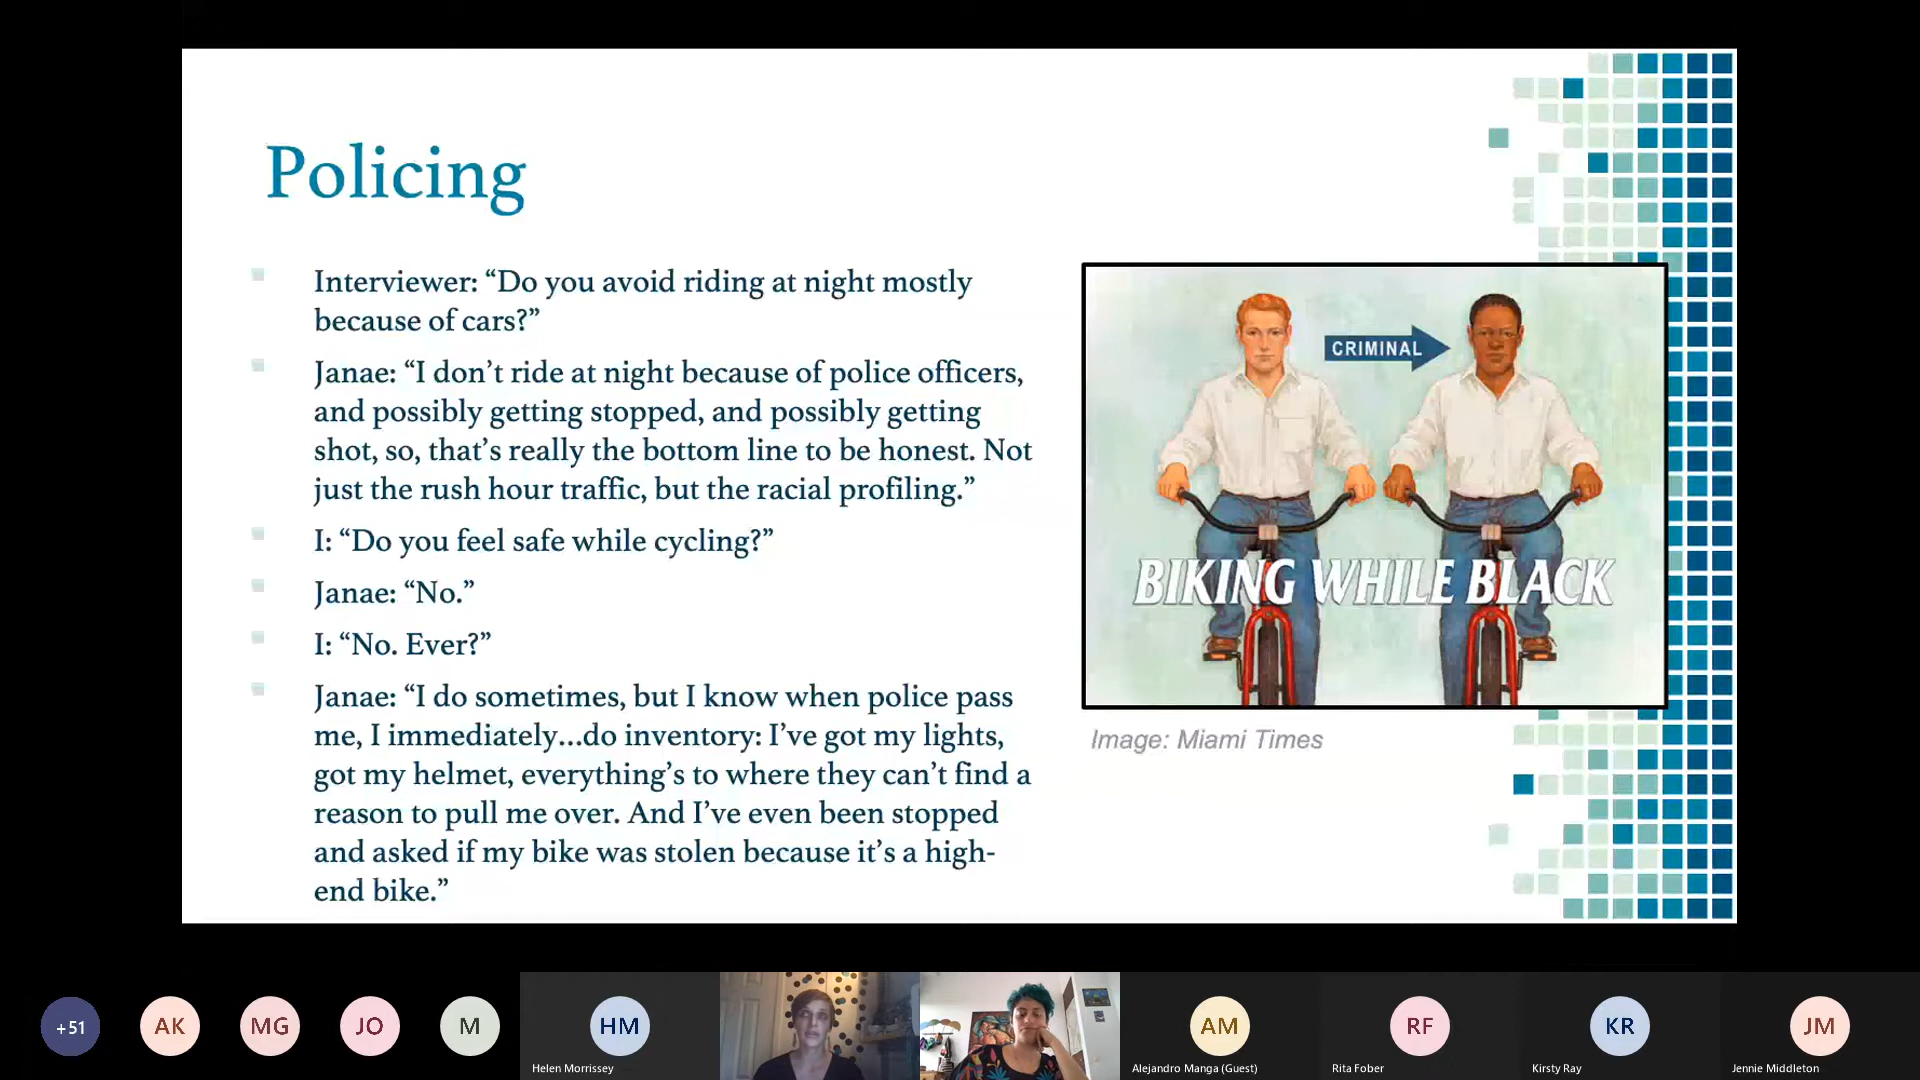 Policing
Interviewer: “Do you avoid riding at night mostly
because of cars?”
Janae: “I don’t ride at night because of police officers,
and possibly getting stopped, and possibly getting
shot, so, that’s really the bottom line to be honest. Not
just the rush hour traffic, but the racial profiling.”
I: “Do you feel safe while cycling?”
Janae: “No.”
I: “No. Ever?”
Janae: “I do sometimes, but I know when police pass
me, I immediately…do inventory: I’ve got my lights,
got my helmet, everything’s to where they can’t find a
reason to pull me over. And I’ve even been stopped
and asked if my bike was stolen because it’s a high-
end bike.”
CRIMINAL
BIKING WHILE BLACK
Image: Miami Times
+51
AK
MG
JO
M
HM
Helen Morrissey
AM
Alejandro Manga (Guest)
RF
Rita Fober
KR
Kirsty Ray
JM
Jennie Middleton